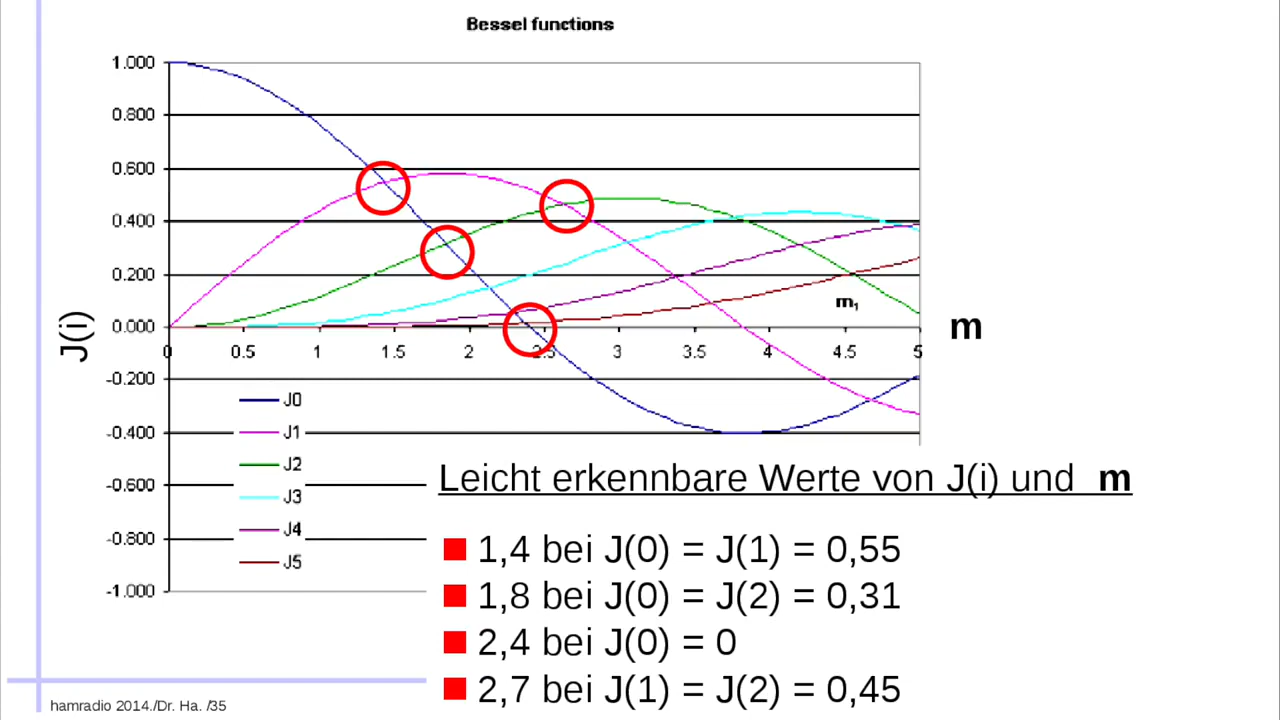 Bessel functions
1.000
0.800
0.600
0.400
0.200
0.000
-0.200
-0.400
-0.600
-0.800
-1.000
J(i)
0 0.5 1 1.5 2 2.5 3 3.5 4 4.5 5
m1
m
J0
J1
J2
J3
J4
J5
Leicht erkennbare Werte von J(i) und m
1,4 bei J(0) = J(1) = 0,55
1,8 bei J(0) = J(2) = 0,31
2,4 bei J(0) = 0
2,7 bei J(1) = J(2) = 0,45
hamradio 2014./Dr. Ha. /35